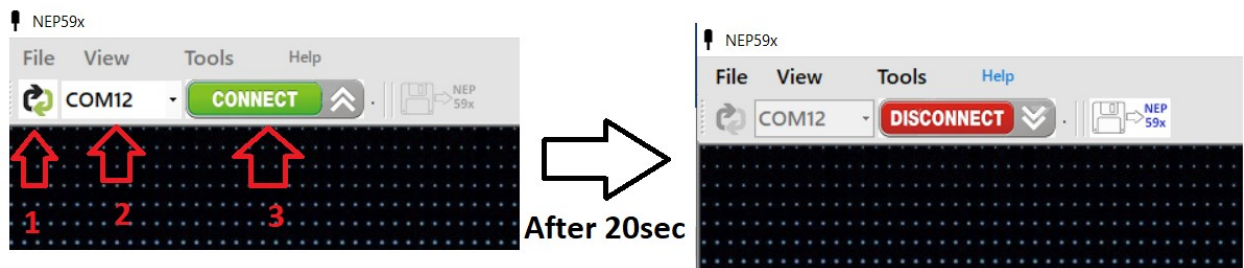 NEP59x
File View Tools Help
COM12 CONNECT NEP 59x
1 2 3
After 20sec
NEP59x
File View Tools Help
COM12 DISCONNECT NEP 59x